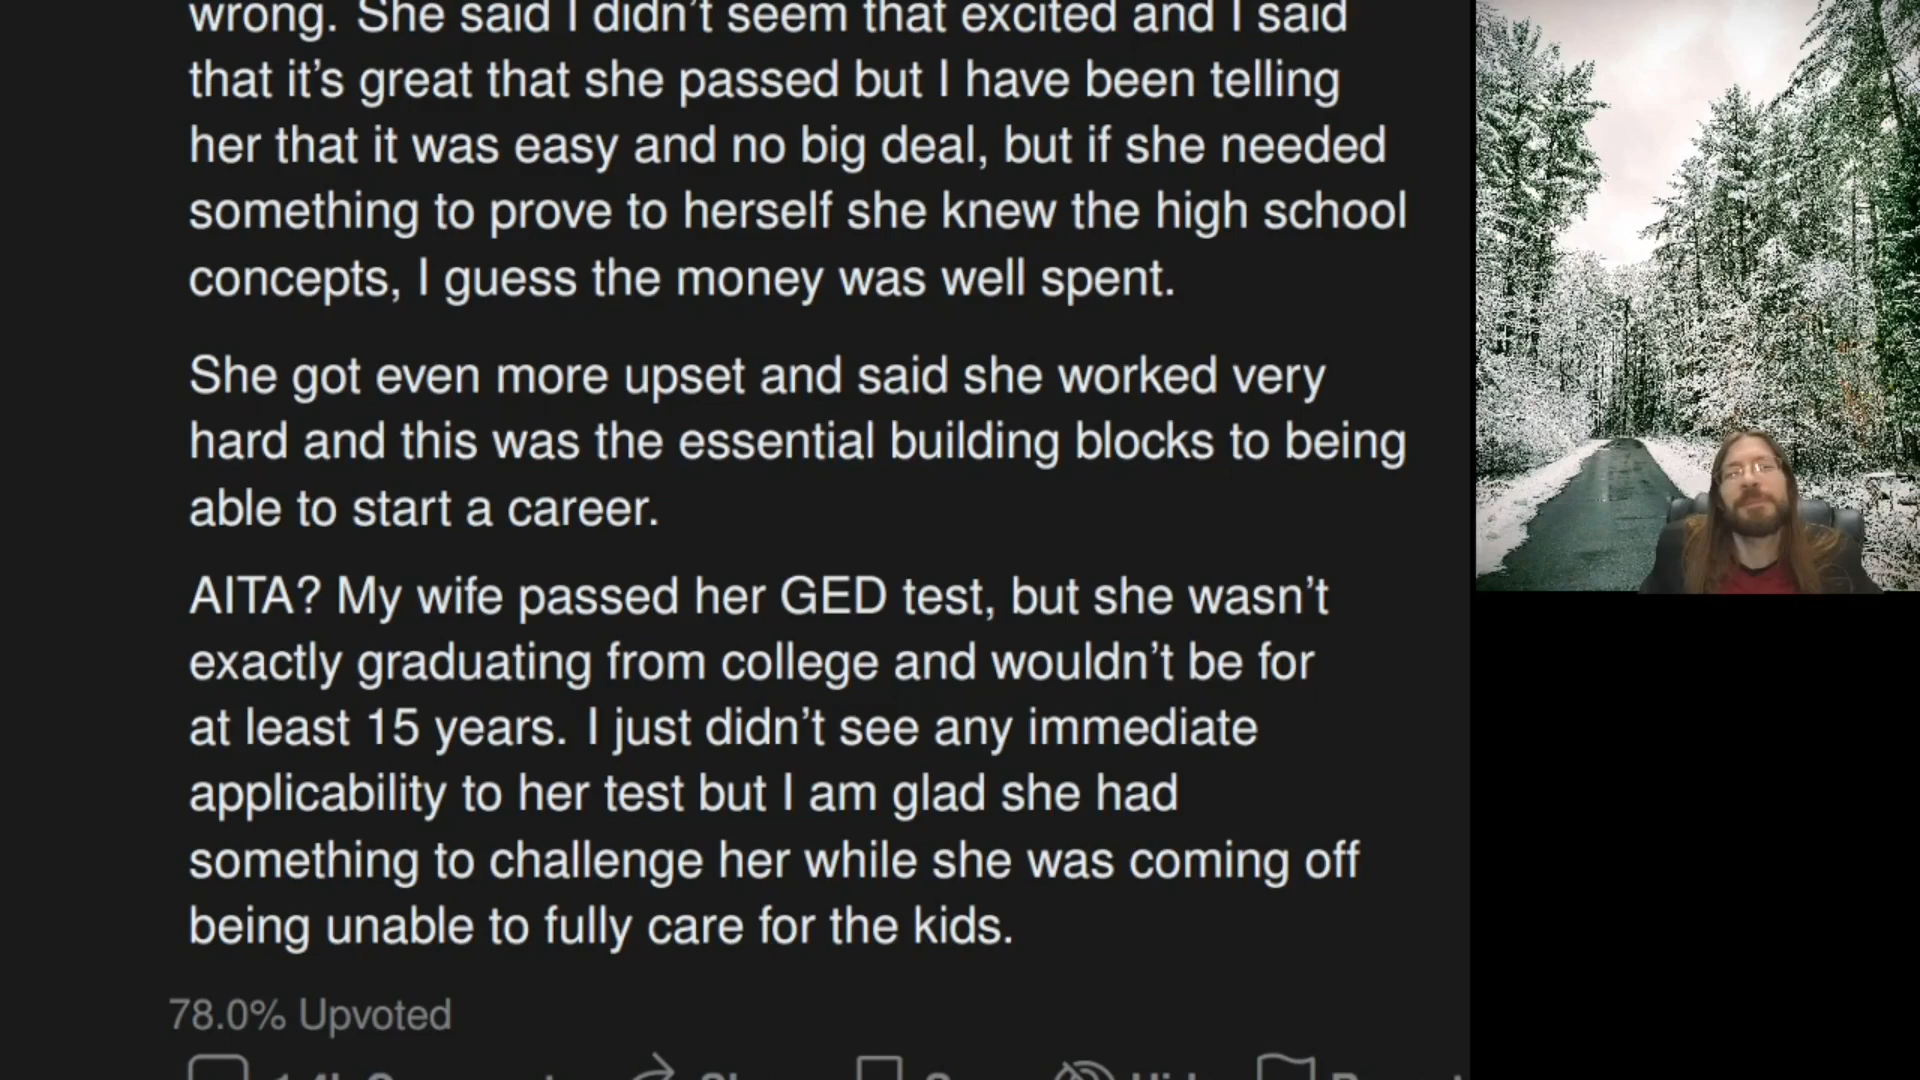 wrong. She said I didn't seem that excited and I said
that it's great that she passed but I have been telling
her that it was easy and no big deal, but if she needed
something to prove to herself she knew the high school
concepts, I guess the money was well spent.
She got even more upset and said she worked very
hard and this was the essential building blocks to being
able to start a career.
AITA? My wife passed her GED test, but she wasn't
exactly graduating from college and wouldn't be for
at least 15 years. I just didn't see any immediate
applicability to her test but I am glad she had
something to challenge her while she was coming off
being unable to fully care for the kids.
78.0% Upvoted